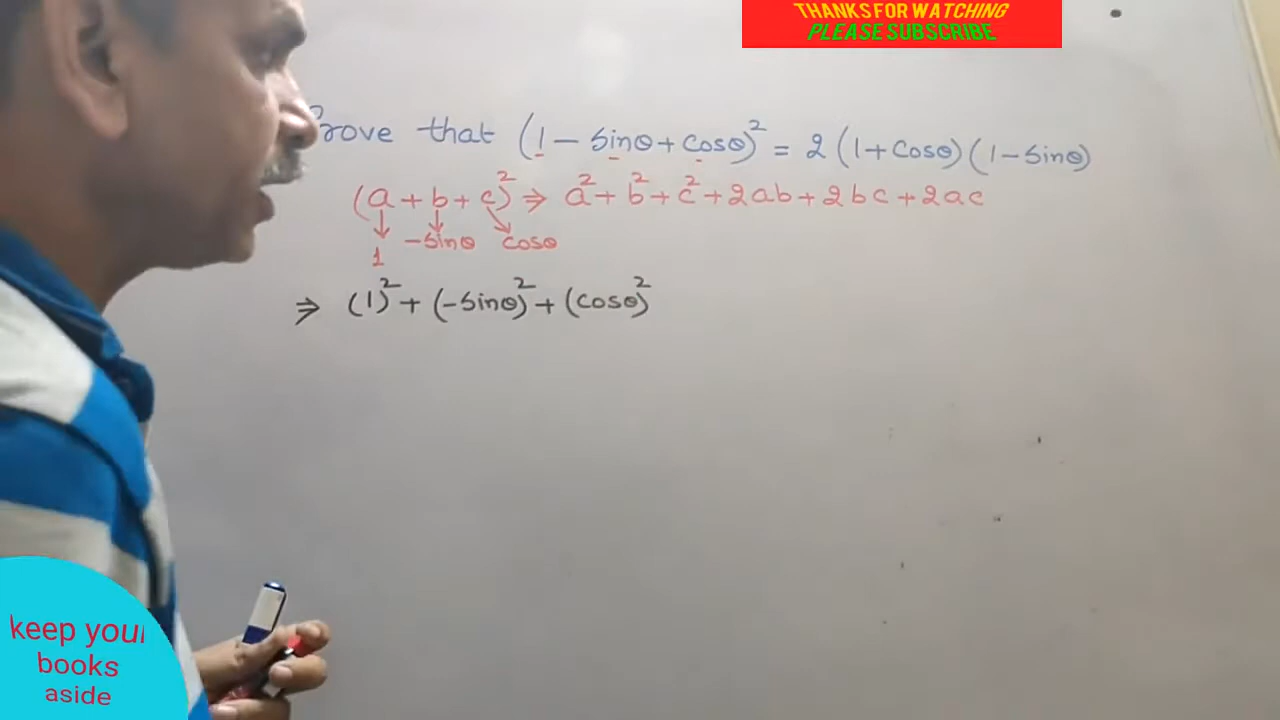 THANKS FOR WATCHING
PLEASE SUBSCRIBE
Prove that (1 - Sinθ + Cosθ)² = 2 (1 + Cosθ) (1 - Sinθ)
(a + b + c)² ⇒ a² + b² + c² + 2ab + 2bc + 2ac
↓ ↓ ↘
1 -Sinθ Cosθ
⇒ (1)² + (-Sinθ)² + (Cosθ)²
keep your
books
aside